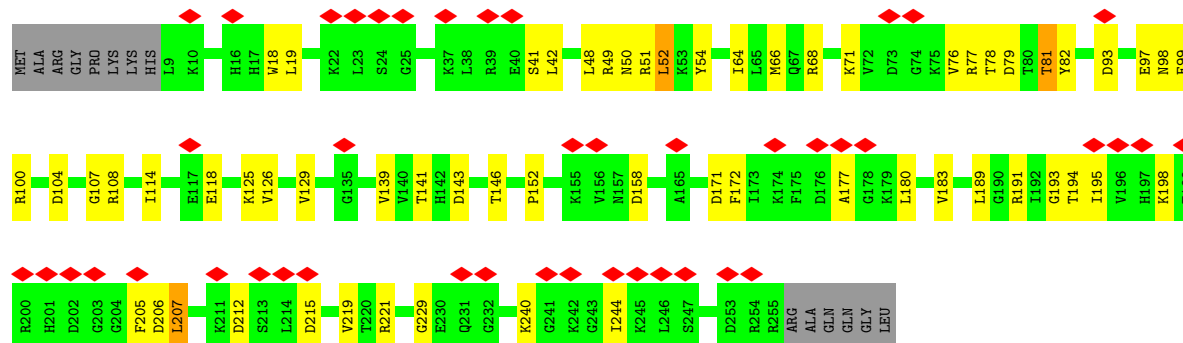 MET ALA ARG GLY PRO LYS LYS HIS L9 K10 H16 H17 W18 L19 K22 L23 S24 G25 K37 L38 R39 E40 S41 L42 L48 R49 N50 R51 L52 K53 Y54 I64 L65 M66 Q67 R68 K71 V72 D73 G74 K75 V76 R77 T78 D79 T80 T81 Y82 D93 E97 N98
R100 D104 G107 R108 I114 E117 E118 K125 V126 V129 G135 V139 V140 T141 H142 D143 T146 P152 K155 V156 N157 D158 A165 D171 F172 I173 K174 F175 D176 A177 G178 K179 L180 V183 L189 G190 R191 I192 G193 T194 I195 V196 H197 K198
R200 H201 D202 G203 G204 F205 D206 L207 K211 D212 S213 L214 D215 V219 T220 R221 G229 E230 Q231 G232 K240 G241 K242 G243 I244 K245 L246 S247 D253 R254 R255 ARG ALA GLN GLN GLY LEU